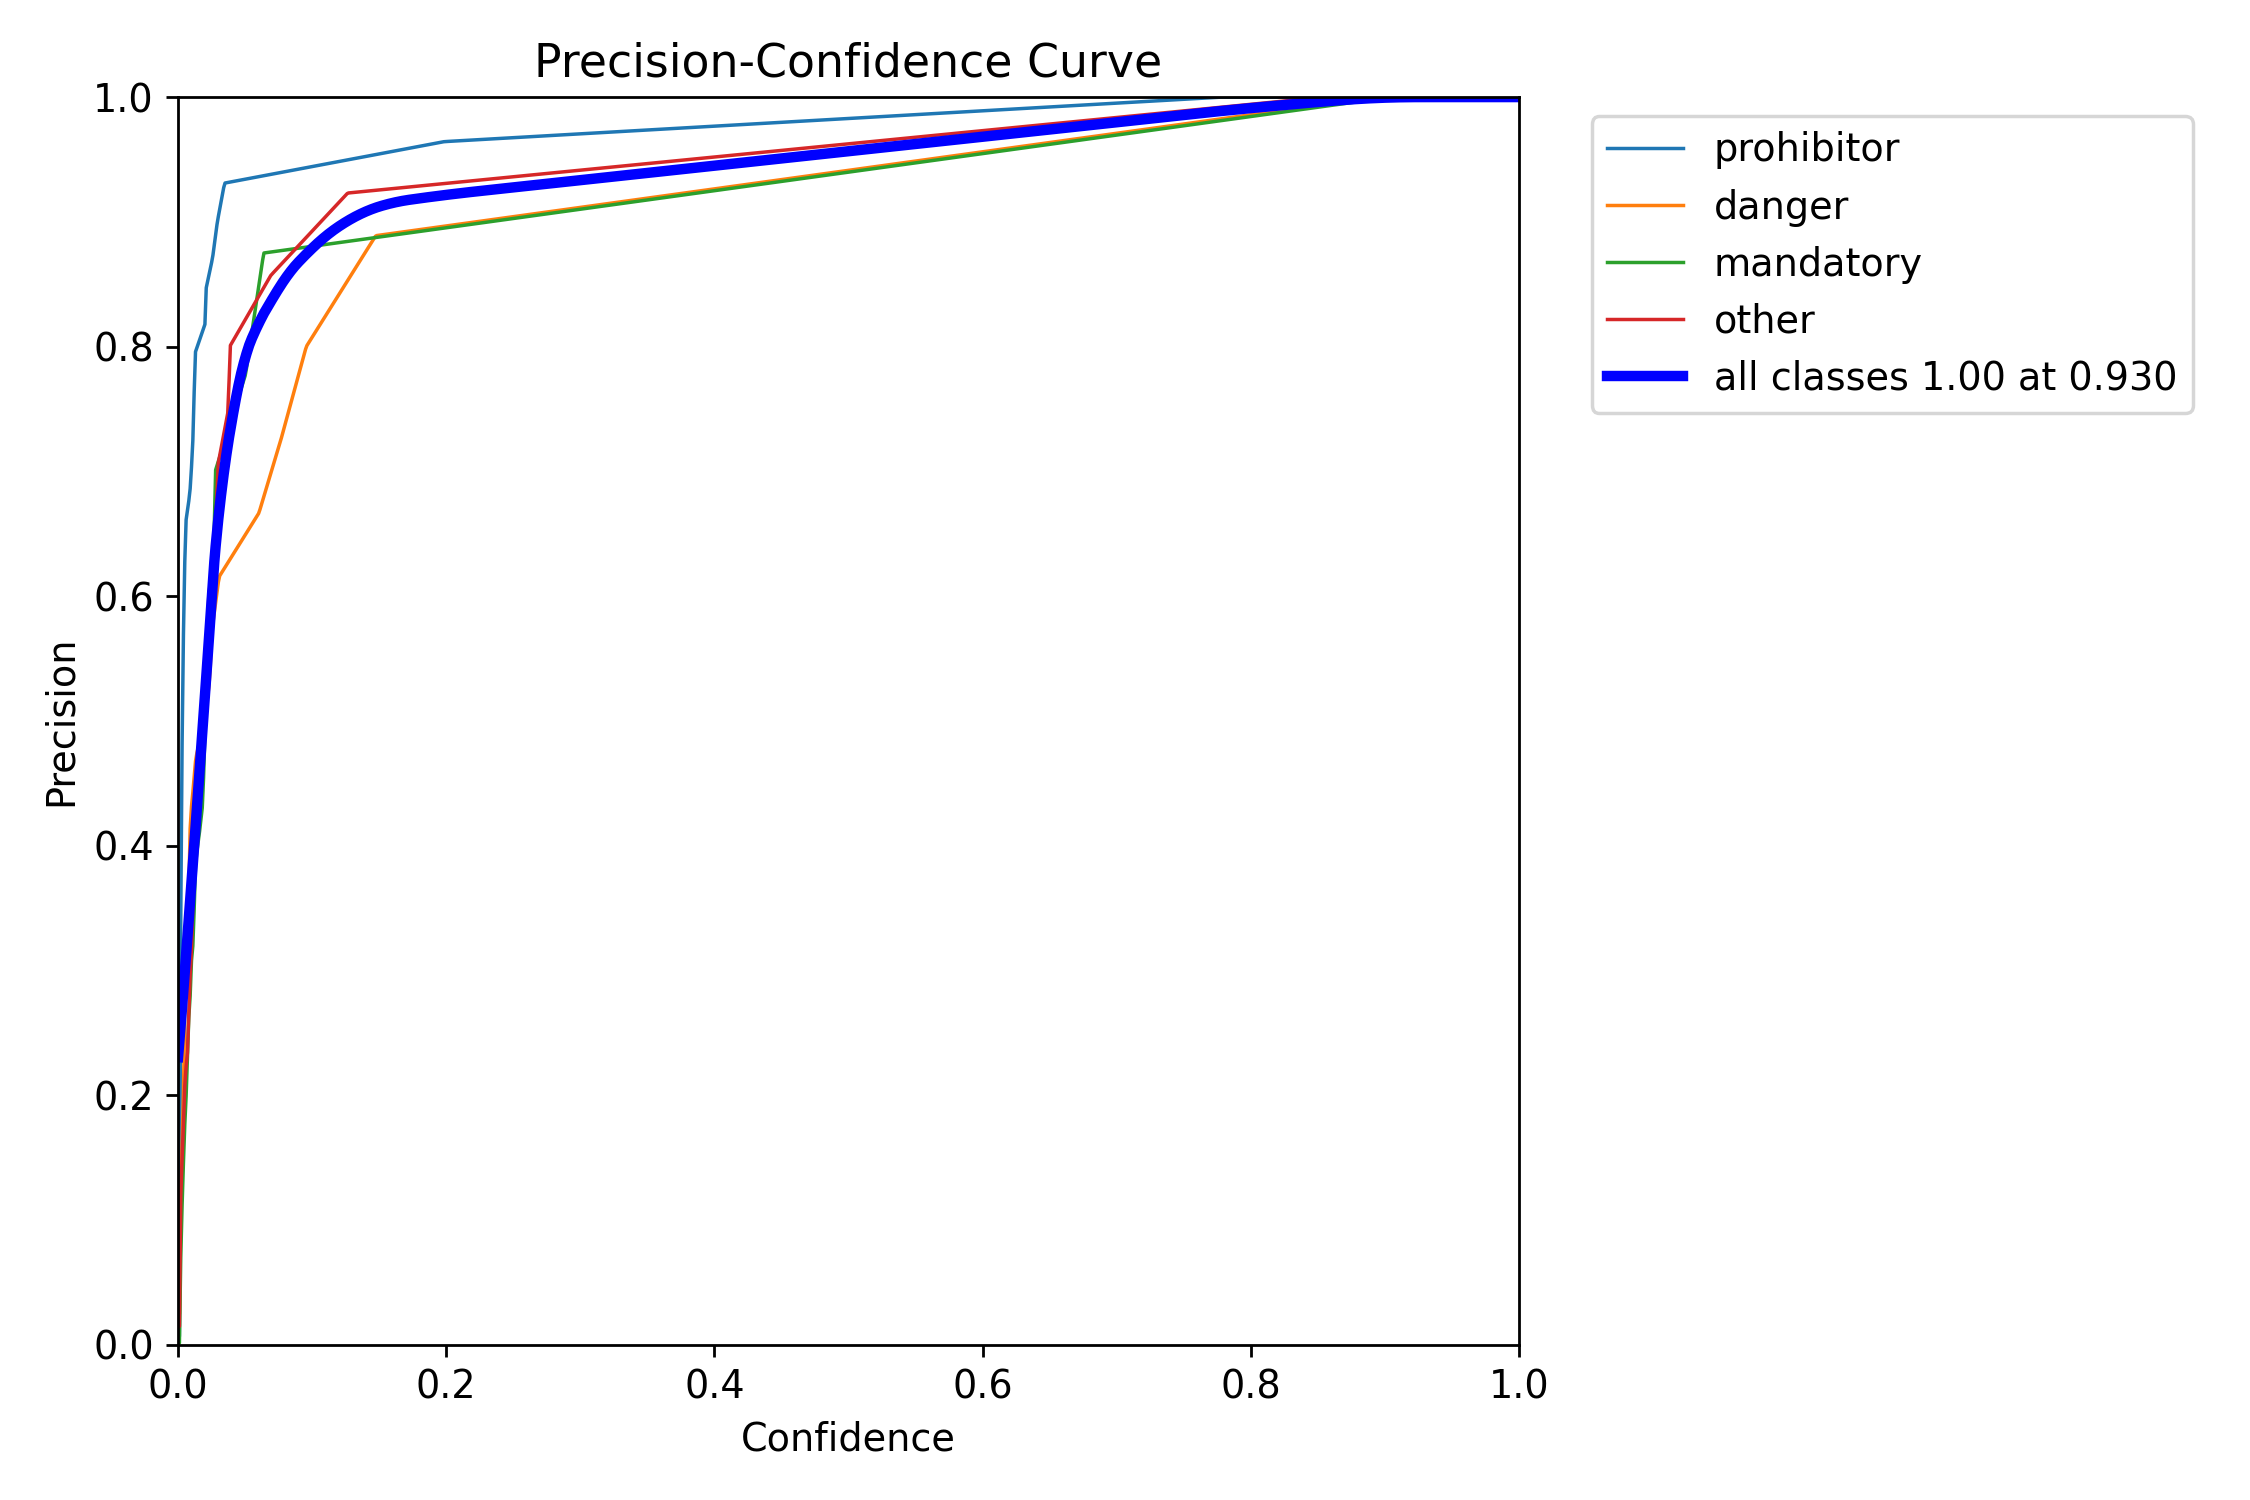 Precision-Confidence Curve
1.0
0.8
0.6
0.4
0.2
0.0
Precision
0.0 0.2 0.4 0.6 0.8 1.0
Confidence
prohibitor
danger
mandatory
other
all classes 1.00 at 0.930